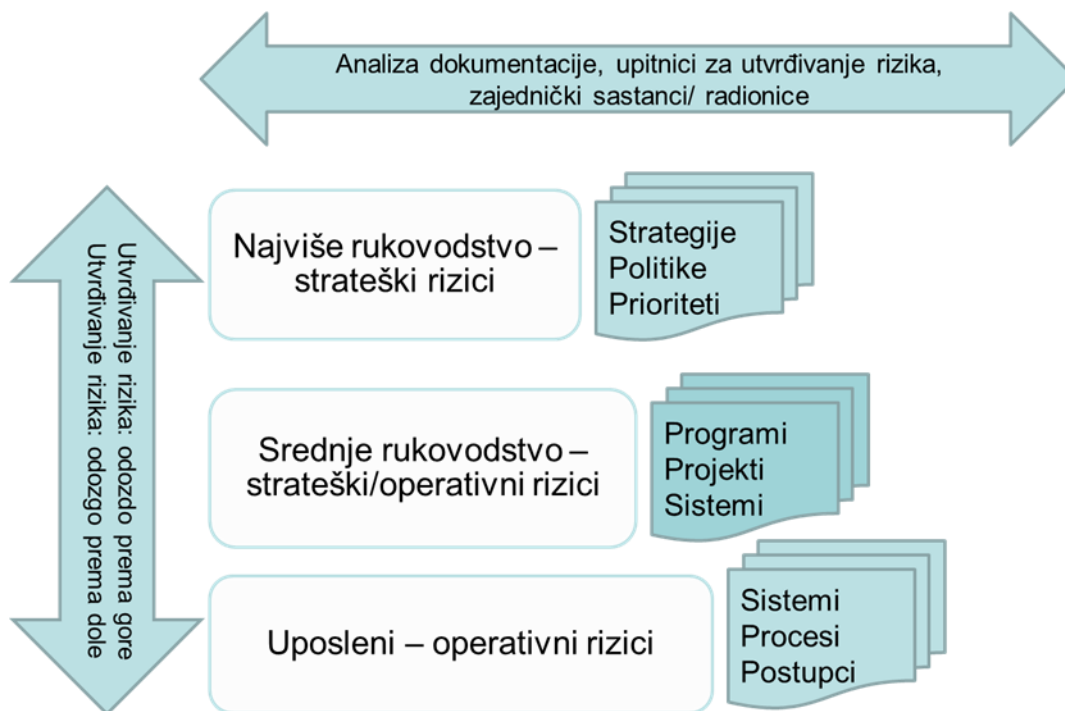 Analiza dokumentacije, upitnici za utvrđivanje rizika,
zajednički sastanci/ radionice
Utvrđivanje rizika: odozdo prema gore
Utvrđivanje rizika: odozgo prema dole
Najviše rukovodstvo –
strateški rizici
Strategije
Politike
Prioriteti
Srednje rukovodstvo –
strateški/operativni rizici
Programi
Projekti
Sistemi
Uposleni – operativni rizici
Sistemi
Procesi
Postupci